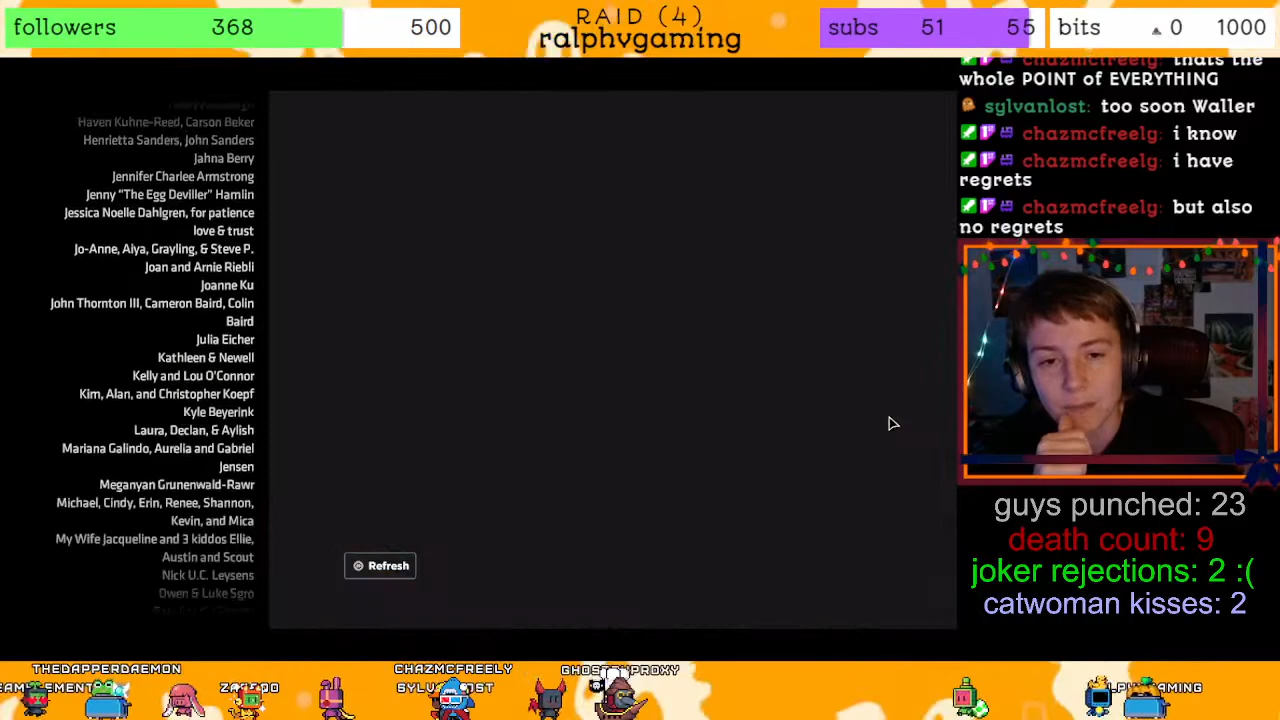 followers 368 500
RAID (4)
ralphvgaming
subs 51 55
bits 0 1000
Haven Kuhne-Reed, Carson Beker
Henrietta Sanders, John Sanders
Jahna Berry
Jennifer Charlee Armstrong
Jenny “The Egg Deviller” Hamlin
Jessica Noelle Dahlgren, for patience
love & trust
Jo-Anne, Aiya, Grayling, & Steve P.
Joan and Arnie Riebli
Joanne Ku
John Thornton III, Cameron Baird, Colin
Baird
Julia Eicher
Kathleen & Newell
Kelly and Lou O'Connor
Kim, Alan, and Christopher Koepf
Kyle Beyerink
Laura, Declan, & Aylish
Mariana Galindo, Aurelia and Gabriel
Jensen
Meganyan Grunenwald-Rawr
Michael, Cindy, Erin, Renee, Shannon,
Kevin, and Mica
My Wife Jacqueline and 3 kiddos Ellie,
Austin and Scout
Nick U.C. Leysens
Owen & Luke Sgro
Refresh
chazmcfreely: thats the
whole POINT of EVERYTHING
sylvanlost: too soon Waller
chazmcfreely: i know
chazmcfreely: i have
regrets
chazmcfreely: but also
no regrets
guys punched: 23
death count: 9
joker rejections: 2 :(
catwoman kisses: 2
THEDAPPERDAEMON
CHAZMCFREELY